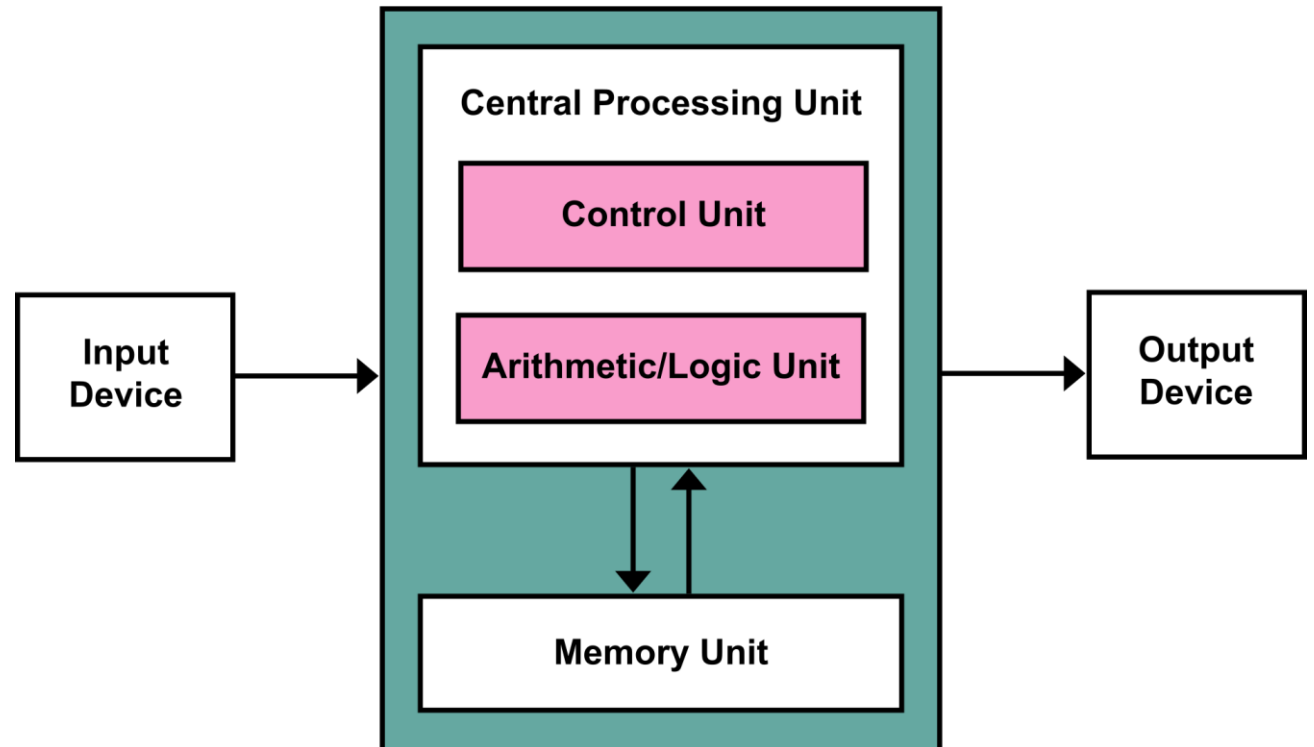 Central Processing Unit
Control Unit
Arithmetic/Logic Unit
Input
Device
Output
Device
Memory Unit